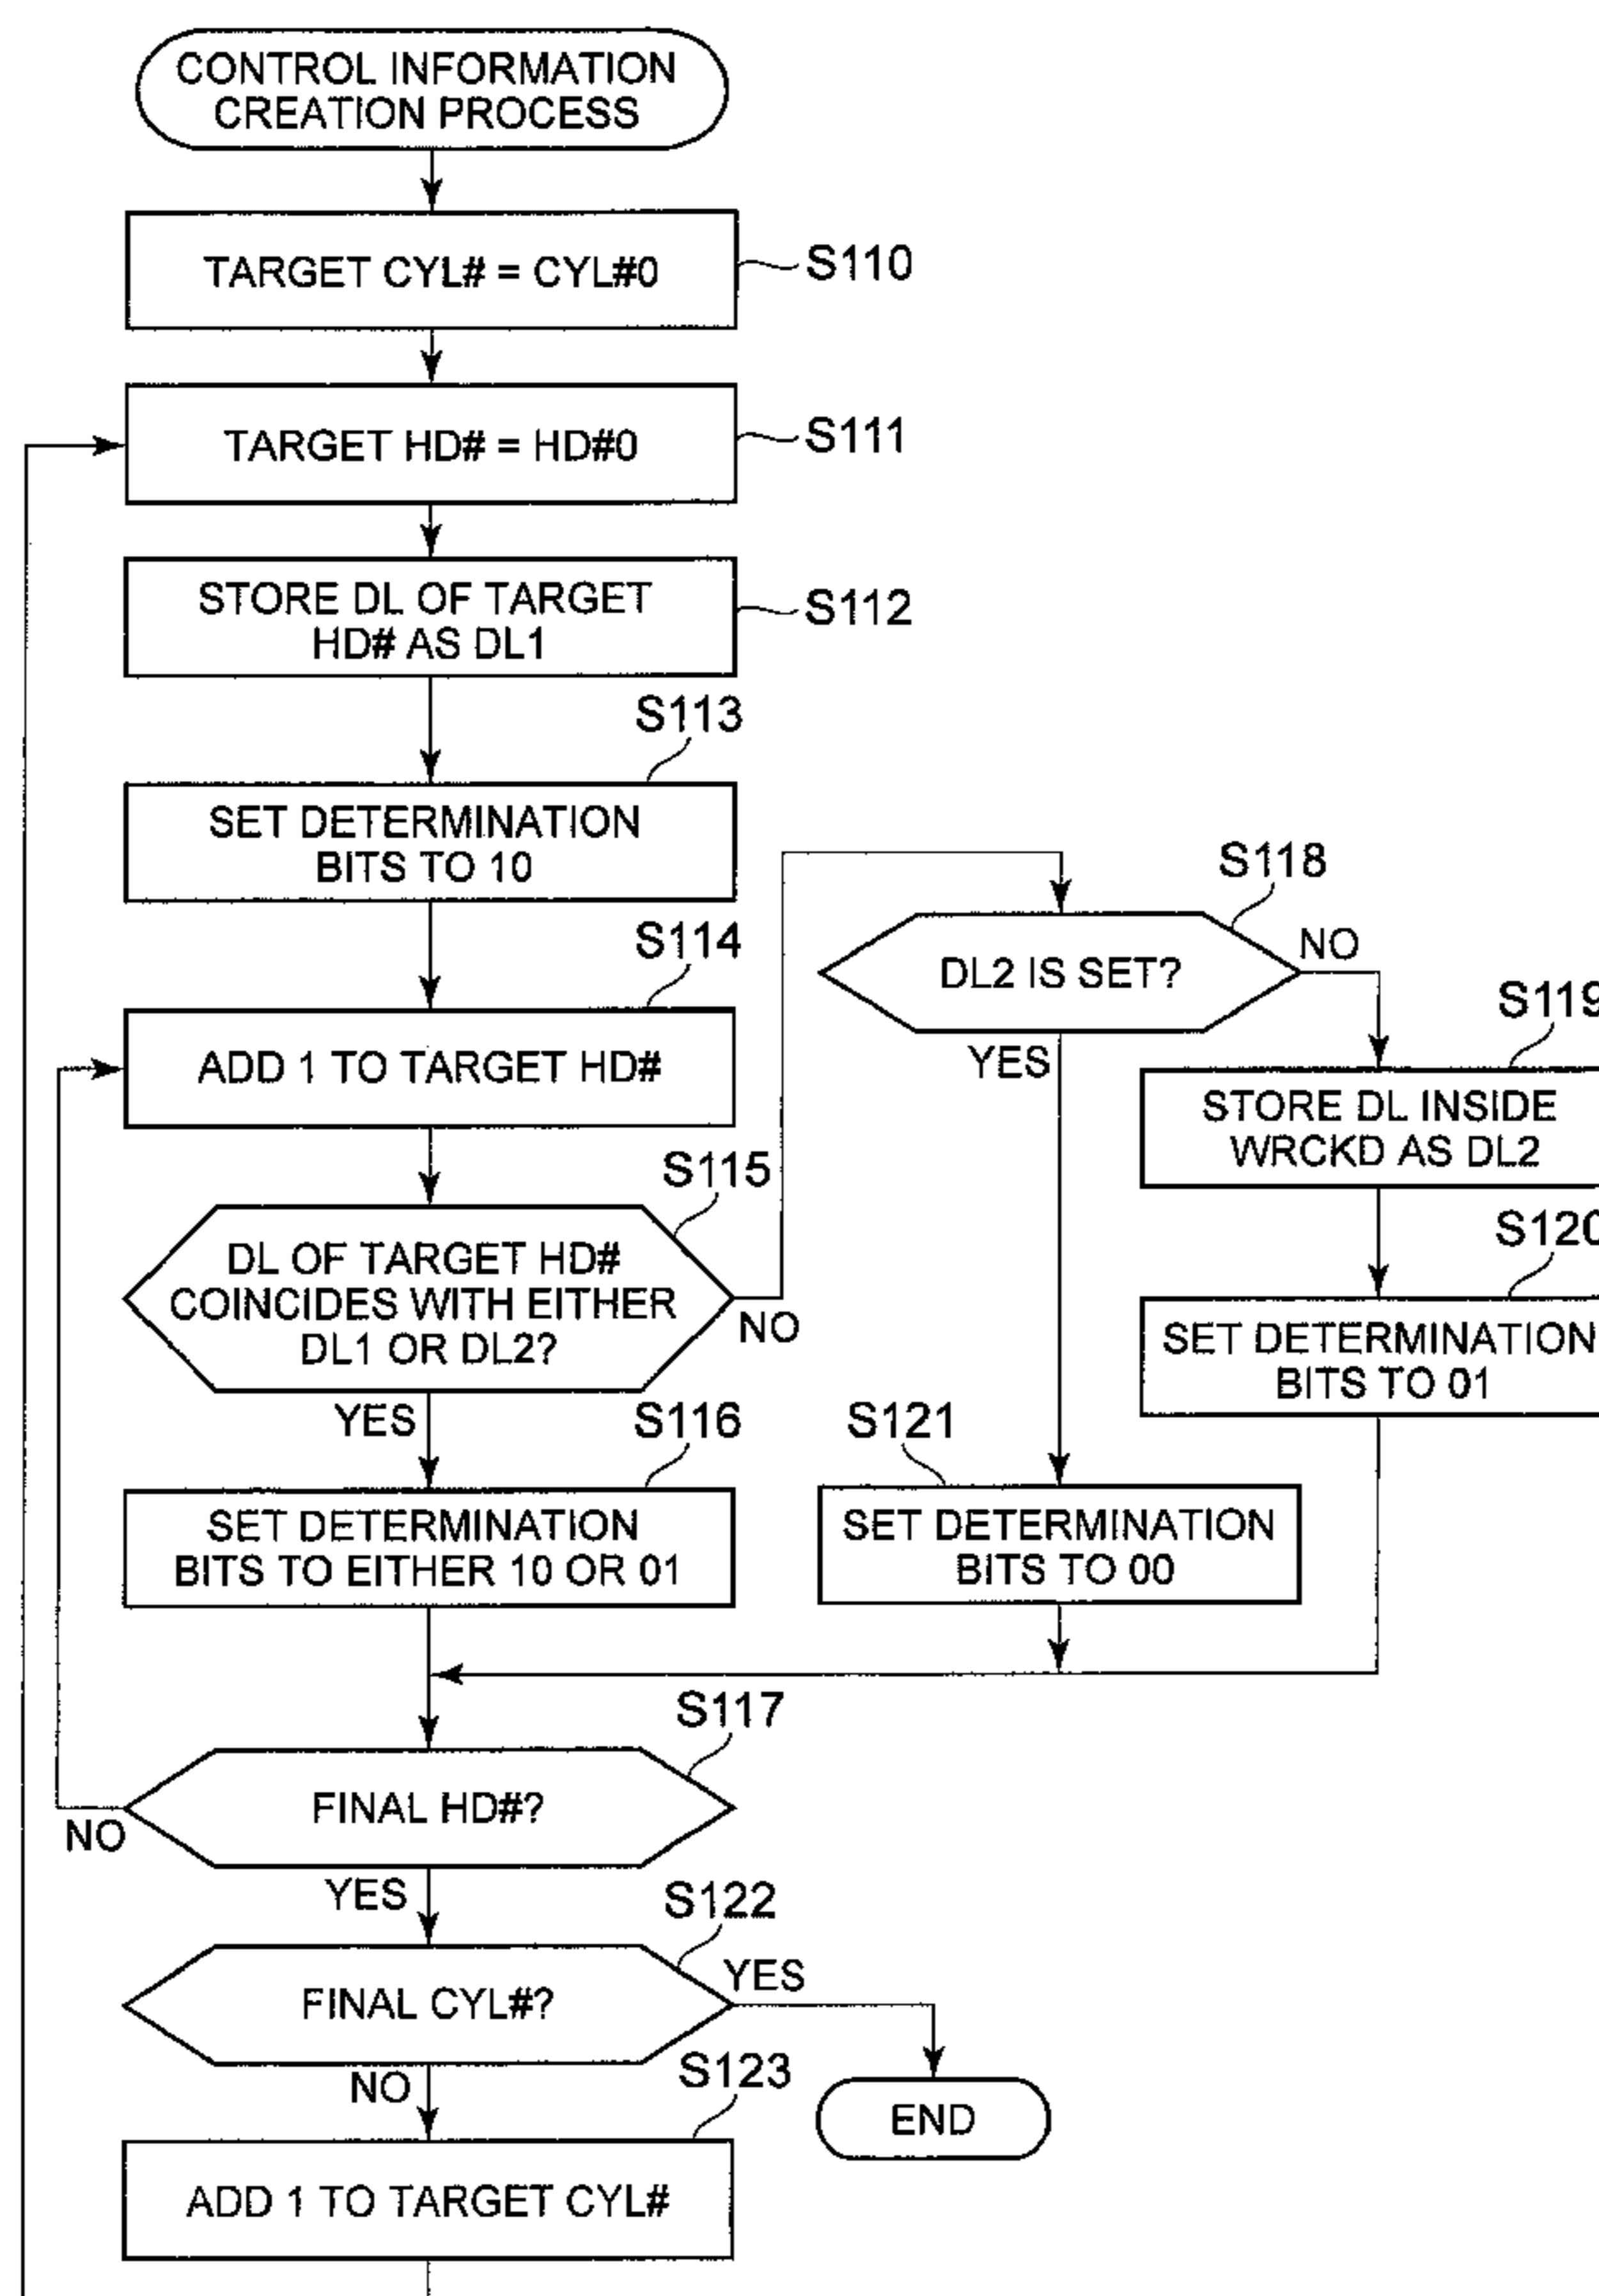 CONTROL INFORMATION
CREATION PROCESS
TARGET CYL# = CYL#0
S110
TARGET HD# = HD#0
S111
STORE DL OF TARGET
HD# AS DL1
S112
S113
SET DETERMINATION
BITS TO 10
S114
ADD 1 TO TARGET HD#
S115
DL OF TARGET HD#
COINCIDES WITH EITHER
DL1 OR DL2?
NO
YES
S116
SET DETERMINATION
BITS TO EITHER 10 OR 01
S118
DL2 IS SET?
NO
YES
S119
STORE DL INSIDE
WRCKD AS DL2
S120
SET DETERMINATION
BITS TO 01
S121
SET DETERMINATION
BITS TO 00
S117
FINAL HD#?
NO
YES
S122
FINAL CYL#?
YES
NO
END
S123
ADD 1 TO TARGET CYL#